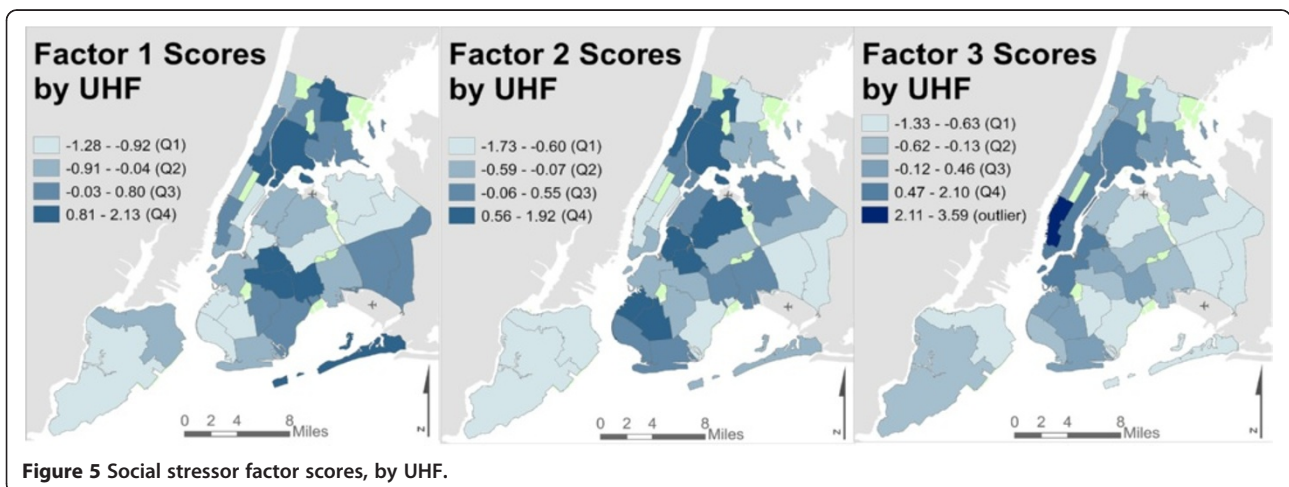 Factor 1 Scores
by UHF
-1.28 - -0.92 (Q1)
-0.91 - -0.04 (Q2)
-0.03 - 0.80 (Q3)
0.81 - 2.13 (Q4)
0 2 4 8
Miles
N
Factor 2 Scores
by UHF
-1.73 - -0.60 (Q1)
-0.59 - -0.07 (Q2)
-0.06 - 0.55 (Q3)
0.56 - 1.92 (Q4)
0 2 4 8
Miles
N
Factor 3 Scores
by UHF
-1.33 - -0.63 (Q1)
-0.62 - -0.13 (Q2)
-0.12 - 0.46 (Q3)
0.47 - 2.10 (Q4)
2.11 - 3.59 (outlier)
0 2 4 8
Miles
N
Figure 5 Social stressor factor scores, by UHF.